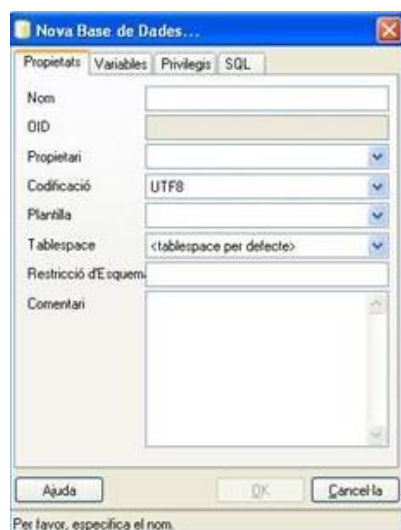 Nova Base de Dades...
Propietats Variables Privilegis SQL
Nom
OID
Propietari
Codificació UTF8
Plantilla
Tablespace <tablespace per defecte>
Restricció d'Esquem
Comentari
Ajuda OK Cancel·la
Per favor, especifica el nom.